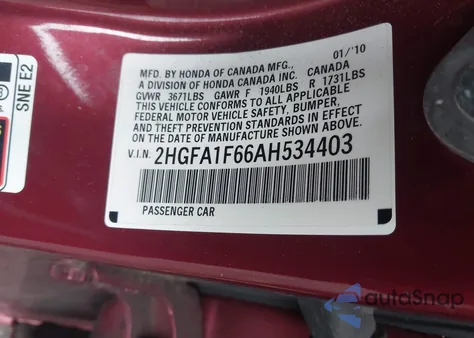 SNE E2
MFD. BY HONDA OF CANADA MFG., 01/'10
A DIVISION OF HONDA CANADA INC. CANADA
GVWR 3671LBS GAWR F 1940LBS R 1731LBS
THIS VEHICLE CONFORMS TO ALL APPLICABLE
FEDERAL MOTOR VEHICLE SAFETY, BUMPER,
AND THEFT PREVENTION STANDARDS IN EFFECT
ON THE DATE OF MANUFACTURE SHOWN ABOVE.
V.I.N. 2HGFA1F66AH534403
PASSENGER CAR
autoSnap